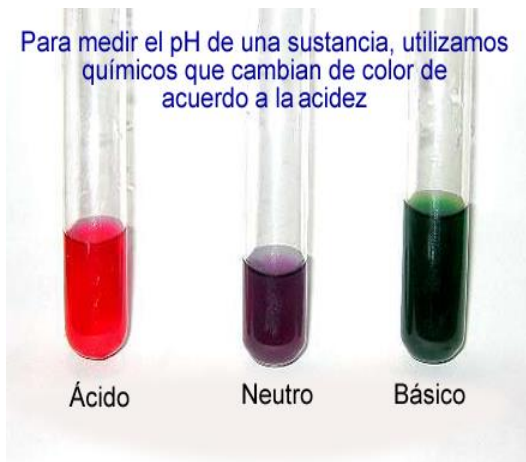 Para medir el pH de una sustancia, utilizamos
químicos que cambian de color de
acuerdo a la acidez
Ácido
Neutro
Básico